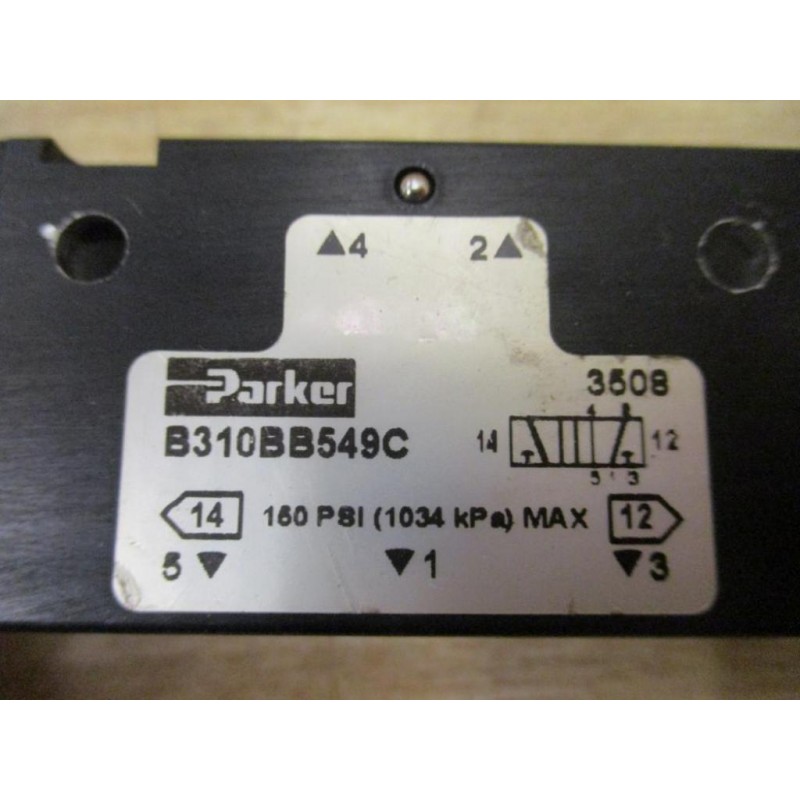 ▲4 2▲
Parker 3508
B310BB549C
4 2
14 12
5 1 3
14 150 PSI (1034 kPa) MAX 12
5▼ ▼1 ▼3